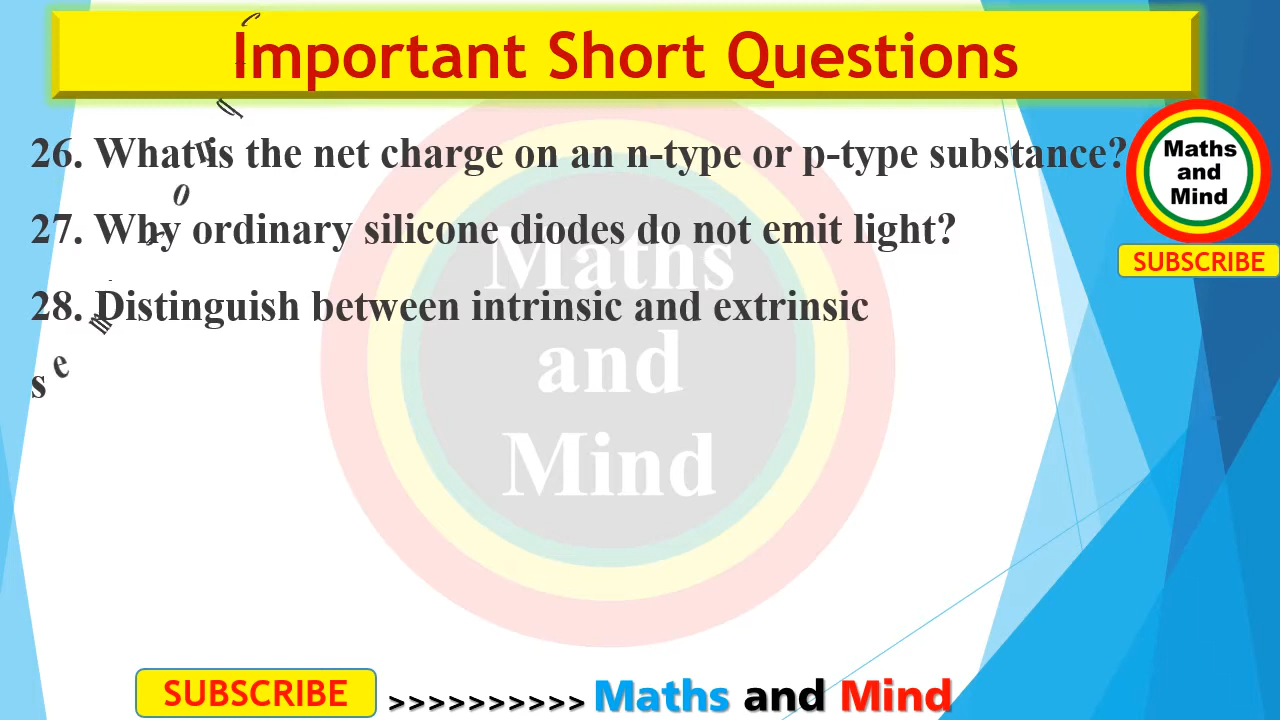 Important Short Questions
26. What is the net charge on an n-type or p-type substance?
27. Why ordinary silicone diodes do not emit light?
28. Distinguish between intrinsic and extrinsic
s e m i c o n d u c
Maths
and
Mind
SUBSCRIBE
Maths
and
Mind
SUBSCRIBE >>>>>>>>>> Maths and Mind